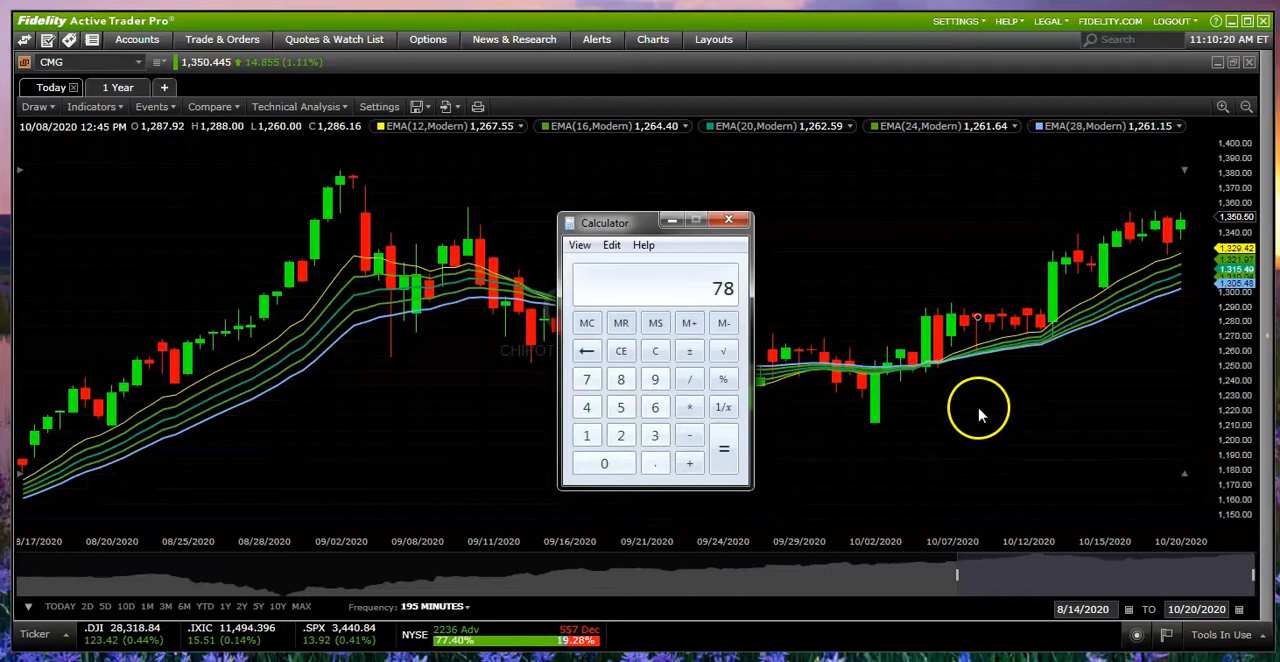 Fidelity Active Trader Pro® SETTINGS HELP LEGAL FIDELITY.COM LOGOUT
Accounts Trade & Orders Quotes & Watch List Options News & Research Alerts Charts Layouts Search 11:10:20 AM ET
CMG 1,350.445 14.855 (1.11%)
Today 1 Year +
Draw Indicators Events Compare Technical Analysis Settings
10/08/2020 12:45 PM O 1,287.92 H 1,288.00 L 1,260.00 C 1,286.16 EMA(12,Modern) 1,267.55 EMA(16,Modern) 1,264.40 EMA(20,Modern) 1,262.59 EMA(24,Modern) 1,261.64 EMA(28,Modern) 1,261.15
1,400.00
1,390.00
1,380.00
1,370.00
1,360.00
1,350.50
1,340.00
1,329.42
1,321.97
1,315.49
1,305.48
1,290.00
1,280.00
1,270.00
1,260.00
1,250.00
1,240.00
1,230.00
1,220.00
1,210.00
1,200.00
1,190.00
1,180.00
1,170.00
1,160.00
1,150.00
Calculator
View Edit Help
78
MC MR MS M+ M-
← CE C ± √
7 8 9 / %
4 5 6 * 1/x
1 2 3 - =
0 . +
CHIPOT
8/17/2020 08/20/2020 08/25/2020 08/28/2020 09/02/2020 09/08/2020 09/11/2020 09/16/2020 09/21/2020 09/24/2020 09/29/2020 10/02/2020 10/07/2020 10/12/2020 10/15/2020 10/20/2020
TODAY 2D 5D 10D 1M 3M 6M YTD 1Y 2Y 5Y 10Y MAX Frequency: 195 MINUTES 8/14/2020 TO 10/20/2020
Ticker .DJI 28,318.84 .IXIC 11,494.396 .SPX 3,440.84 NYSE 2236 Adv 557 Dec Tools In Use
123.42 (0.44%) 15.51 (0.14%) 13.92 (0.41%) 77.40% 19.28%